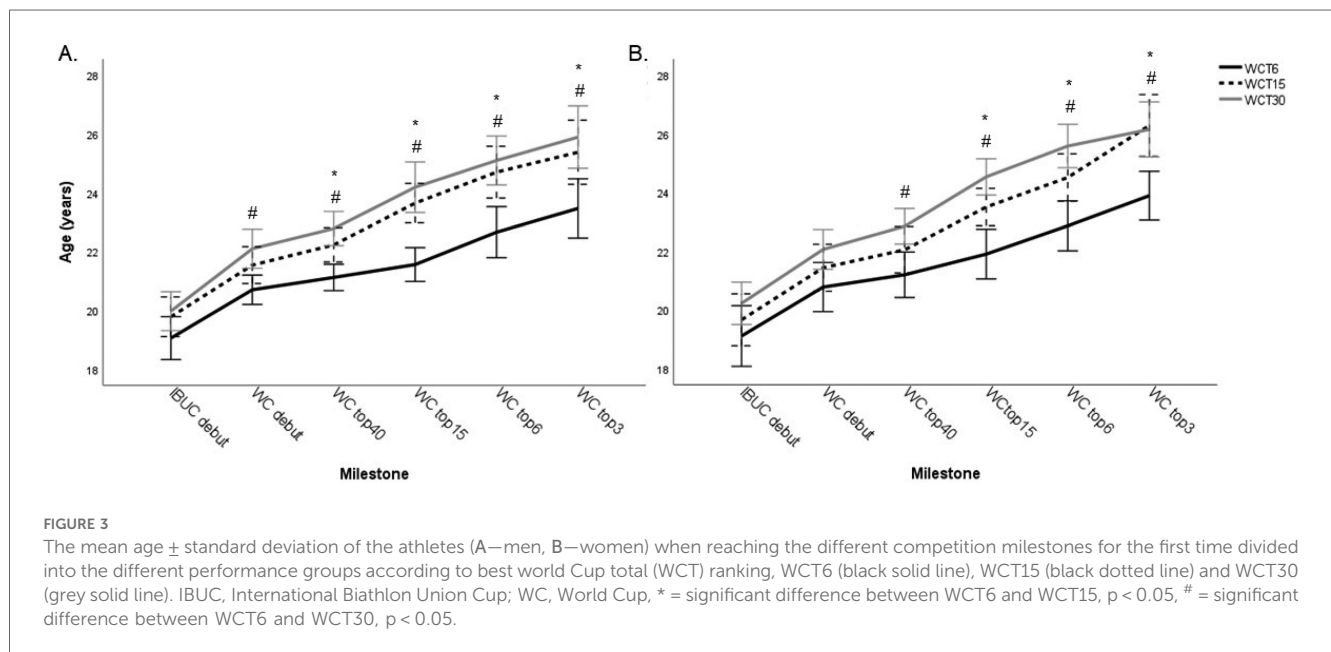 A.
28
26
24
22
20
18
Age (years)
* * * *
# # # # #
IBUC debut
WC debut
WC top40
WC top15
WC top6
WC top3
Milestone
B.
28
26
24
22
20
18
* * *
# # # #
IBUC debut
WC debut
WC top40
WCtop15
WC top6
WC top3
Milestone
WCT6
WCT15
WCT30
FIGURE 3
The mean age ± standard deviation of the athletes (A—men, B—women) when reaching the different competition milestones for the first time divided
into the different performance groups according to best world Cup total (WCT) ranking, WCT6 (black solid line), WCT15 (black dotted line) and WCT30
(grey solid line). IBUC, International Biathlon Union Cup; WC, World Cup, * = significant difference between WCT6 and WCT15, p < 0.05, # = significant
difference between WCT6 and WCT30, p < 0.05.